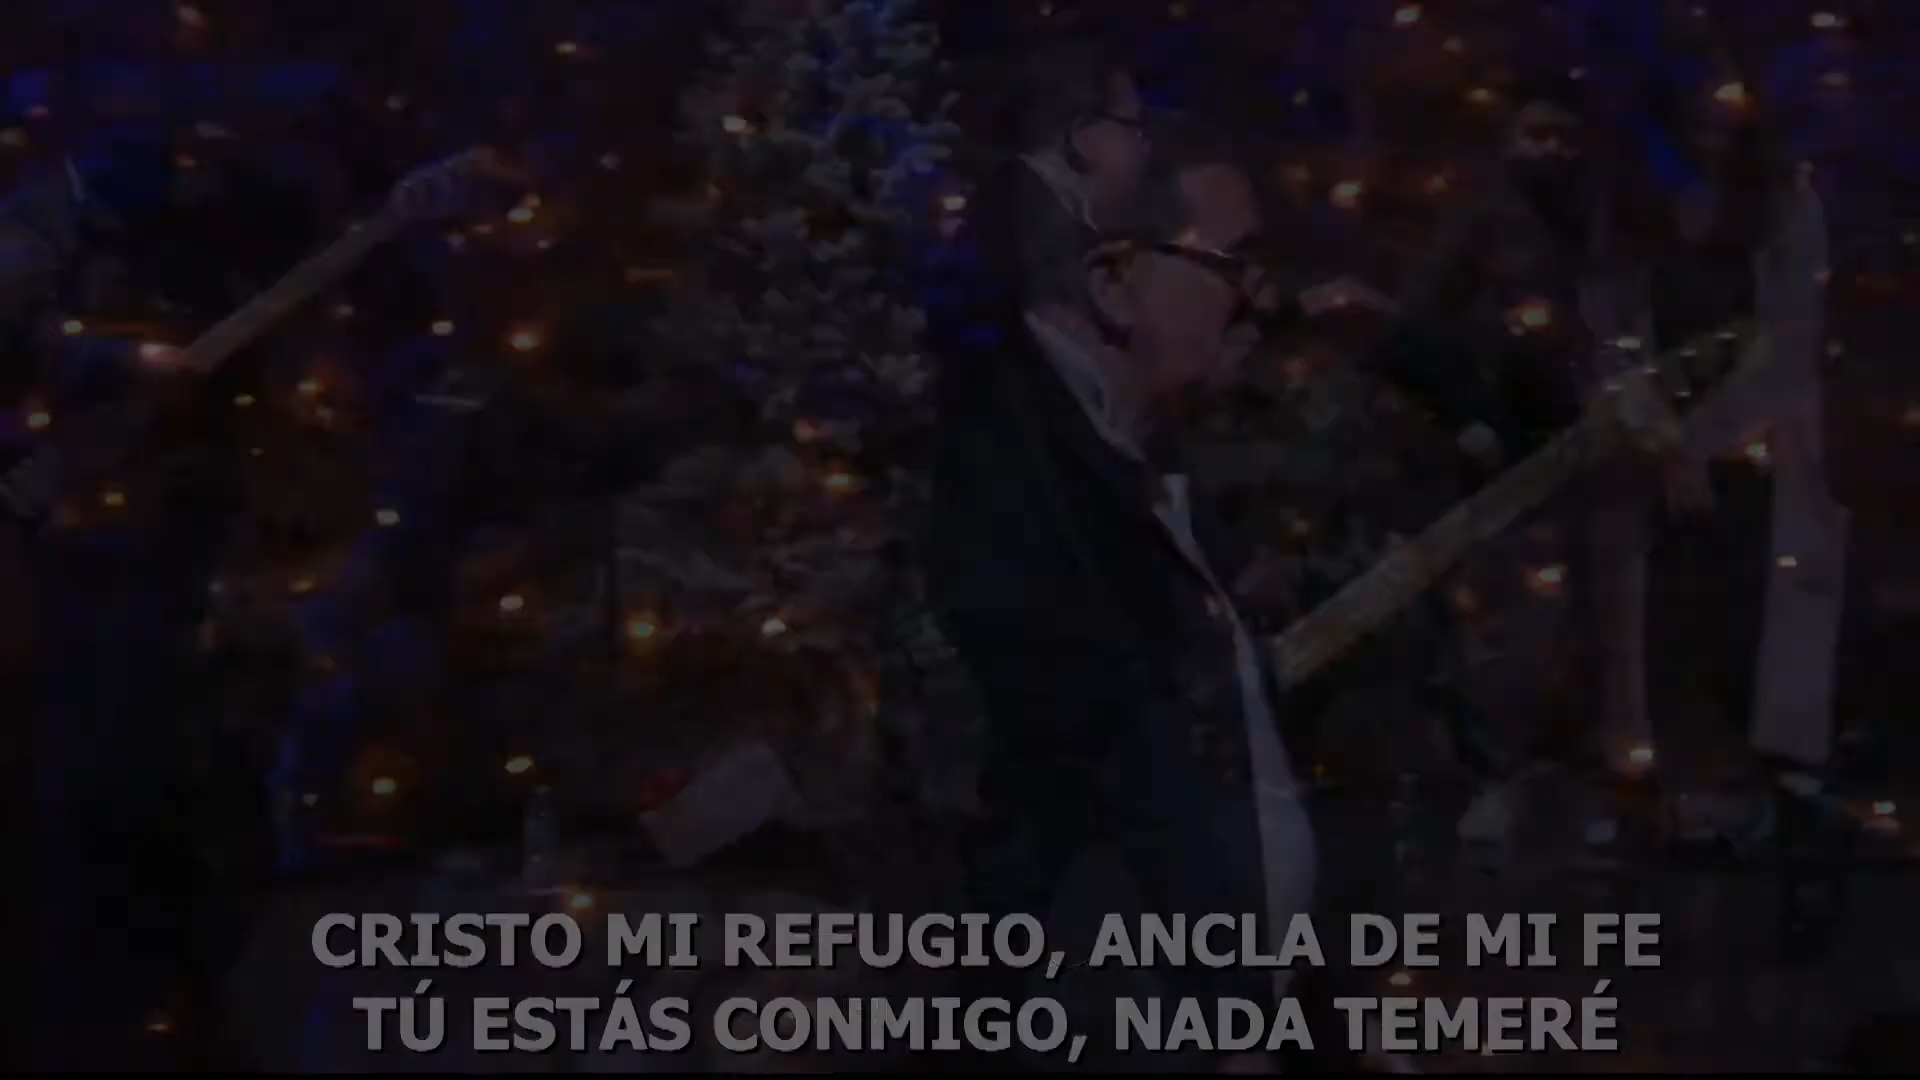 CRISTO MI REFUGIO, ANCLA DE MI FE
TÚ ESTÁS CONMIGO, NADA TEMERÉ